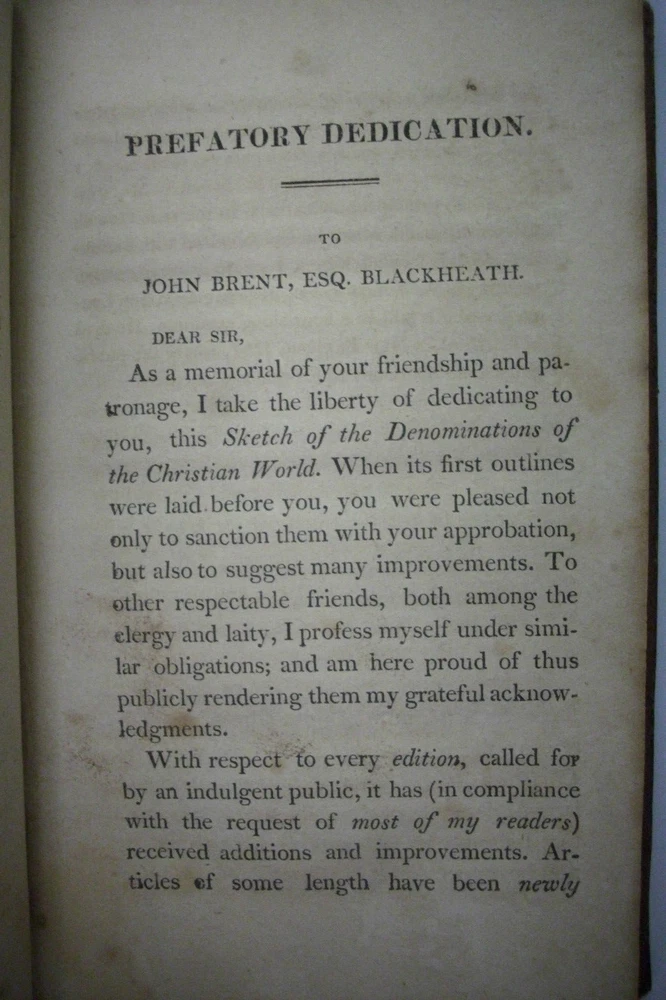 PREFATORY DEDICATION.
TO
JOHN BRENT, ESQ. BLACKHEATH.
DEAR SIR,
As a memorial of your friendship and pa-
tronage, I take the liberty of dedicating to
you, this Sketch of the Denominations of
the Christian World. When its first outlines
were laid before you, you were pleased not
only to sanction them with your approbation,
but also to suggest many improvements. To
other respectable friends, both among the
clergy and laity, I profess myself under simi-
lar obligations; and am here proud of thus
publicly rendering them my grateful acknow-
ledgments.
With respect to every edition, called for
by an indulgent public, it has (in compliance
with the request of most of my readers)
received additions and improvements. Ar-
ticles of some length have been newly